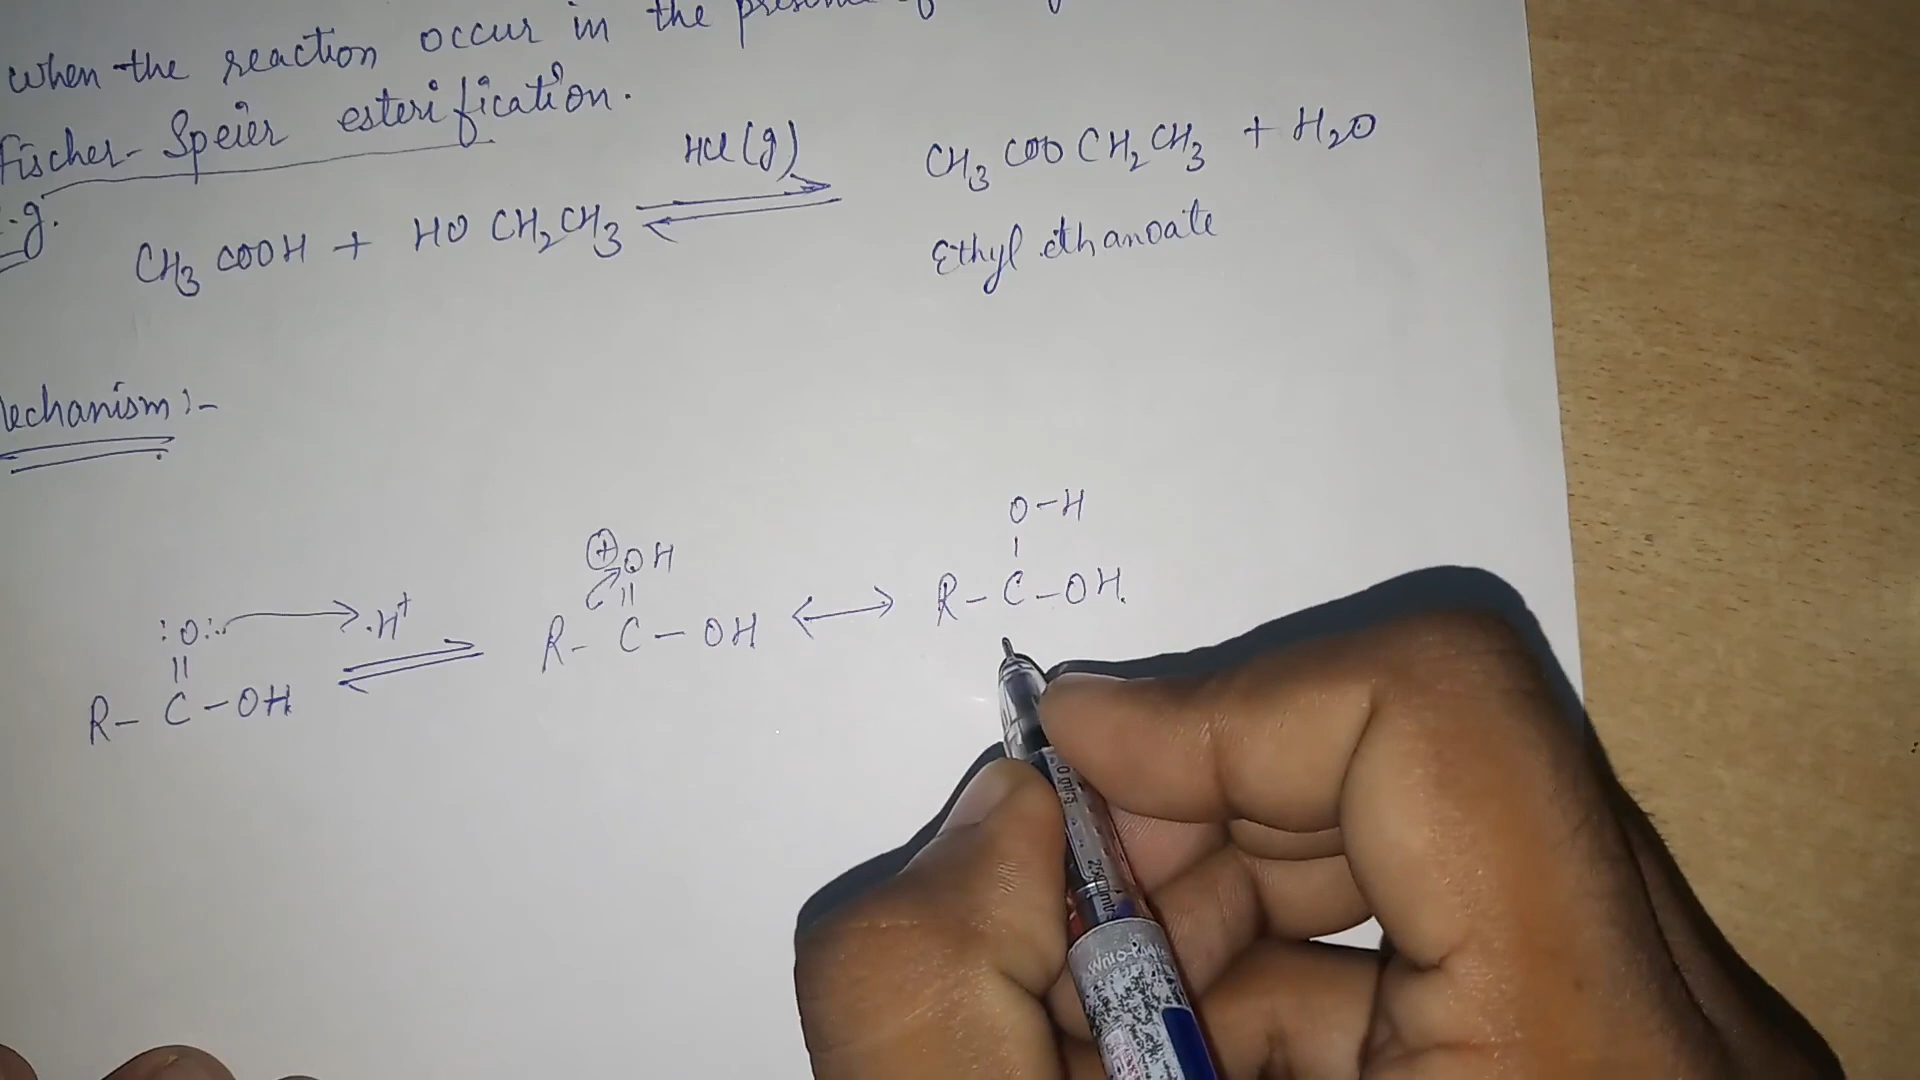 when the reaction occur in the
Fischer-Speier esterification.
HCl(g)
CH3COOH + HOCH2CH3 ⇌ CH3COOCH2CH3 + H2O
Ethyl ethanoate
Mechanism :-
O-H
⊕OH
:O: → H+
R-C-OH ⇌ R-C-OH ↔ R-C-OH